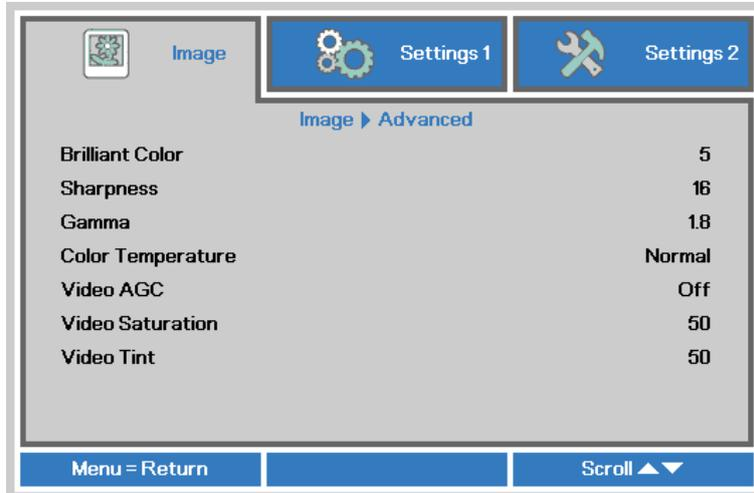 Image Settings 1 Settings 2
Image ▶ Advanced
Brilliant Color 5
Sharpness 16
Gamma 1.8
Color Temperature Normal
Video AGC Off
Video Saturation 50
Video Tint 50
Menu = Return Scroll ▲▼